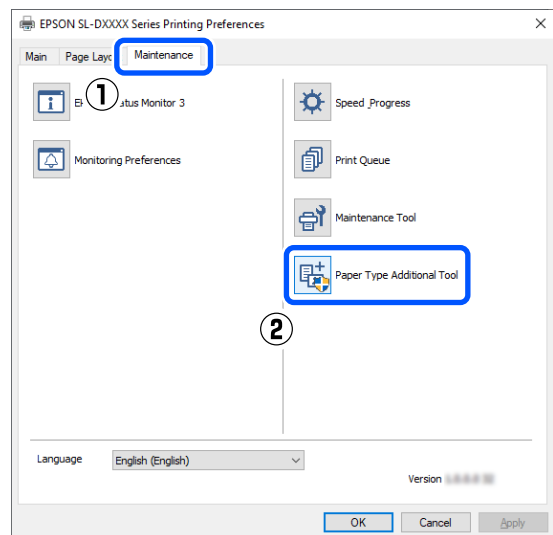 EPSON SL-DXXXX Series Printing Preferences
Main Page Layo Maintenance
1
tus Monitor 3
Speed Progress
Monitoring Preferences
Print Queue
Maintenance Tool
Paper Type Additional Tool
2
Language English (English)
Version
OK Cancel Apply